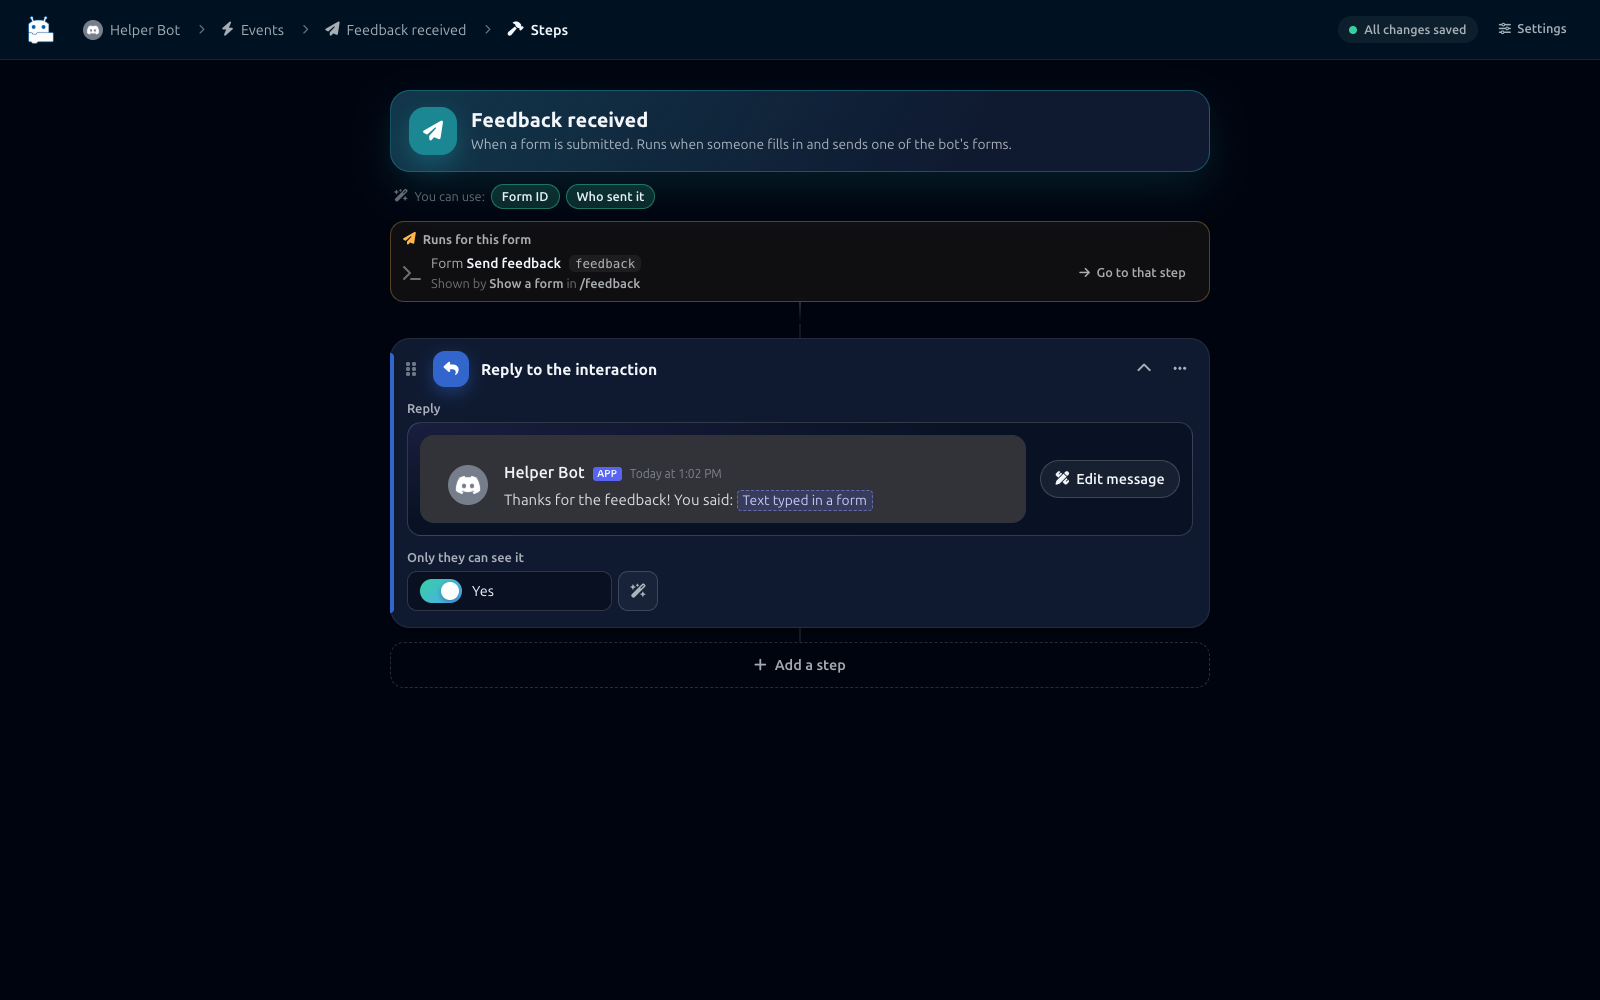 Helper Bot
Events
Feedback received
Steps
All changes saved
Settings
Feedback received
When a form is submitted. Runs when someone fills in and sends one of the bot's forms.
You can use: Form ID Who sent it
Runs for this form
Form Send feedback feedback
Shown by Show a form in /feedback
Go to that step
Reply to the interaction
Reply
Helper Bot APP Today at 1:02 PM
Thanks for the feedback! You said: Text typed in a form
Edit message
Only they can see it
Yes
Add a step